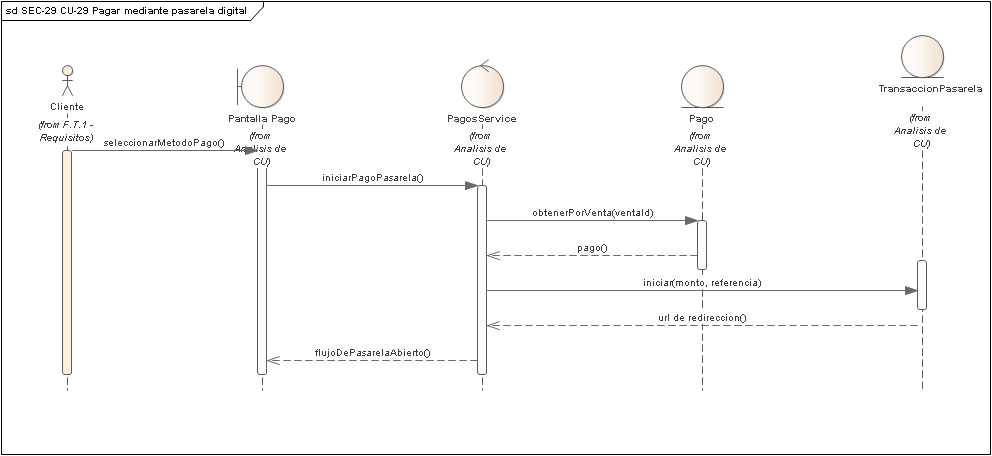 sd SEC-29 CU-29 Pagar mediante pasarela digital
Cliente
(from F.T.1 -
Requisitos)
Pantalla Pago
(from
Analisis de
CU)
PagosService
(from
Analisis de
CU)
Pago
(from
Analisis de
CU)
TransaccionPasarela
(from
Analisis de
CU)
seleccionarMetodoPago()
iniciarPagoPasarela()
obtenerPorVenta(ventaId)
pago()
iniciar(monto, referencia)
url de redireccion()
flujoDePasarelaAbierto()